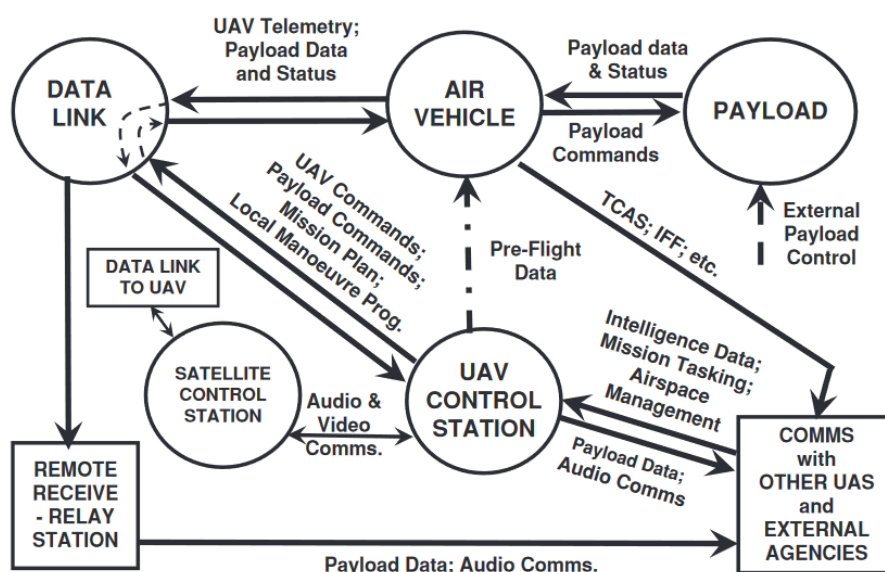 UAV Telemetry;
Payload Data
and Status
DATA
LINK
AIR
VEHICLE
Payload data
& Status
PAYLOAD
Payload
Commands
UAV Commands;
Payload Commands;
Mission Plan;
Local Manoeuvre Prog.
Pre-Flight
Data
TCAS; IFF; etc.
External
Payload
Control
DATA LINK
TO UAV
SATELLITE
CONTROL
STATION
Audio &
Video
Comms.
UAV
CONTROL
STATION
Intelligence Data;
Mission Tasking;
Airspace
Management
Payload Data;
Audio Comms
REMOTE
RECEIVE
- RELAY
STATION
COMMS
with
OTHER UAS
and
EXTERNAL
AGENCIES
Payload Data; Audio Comms.